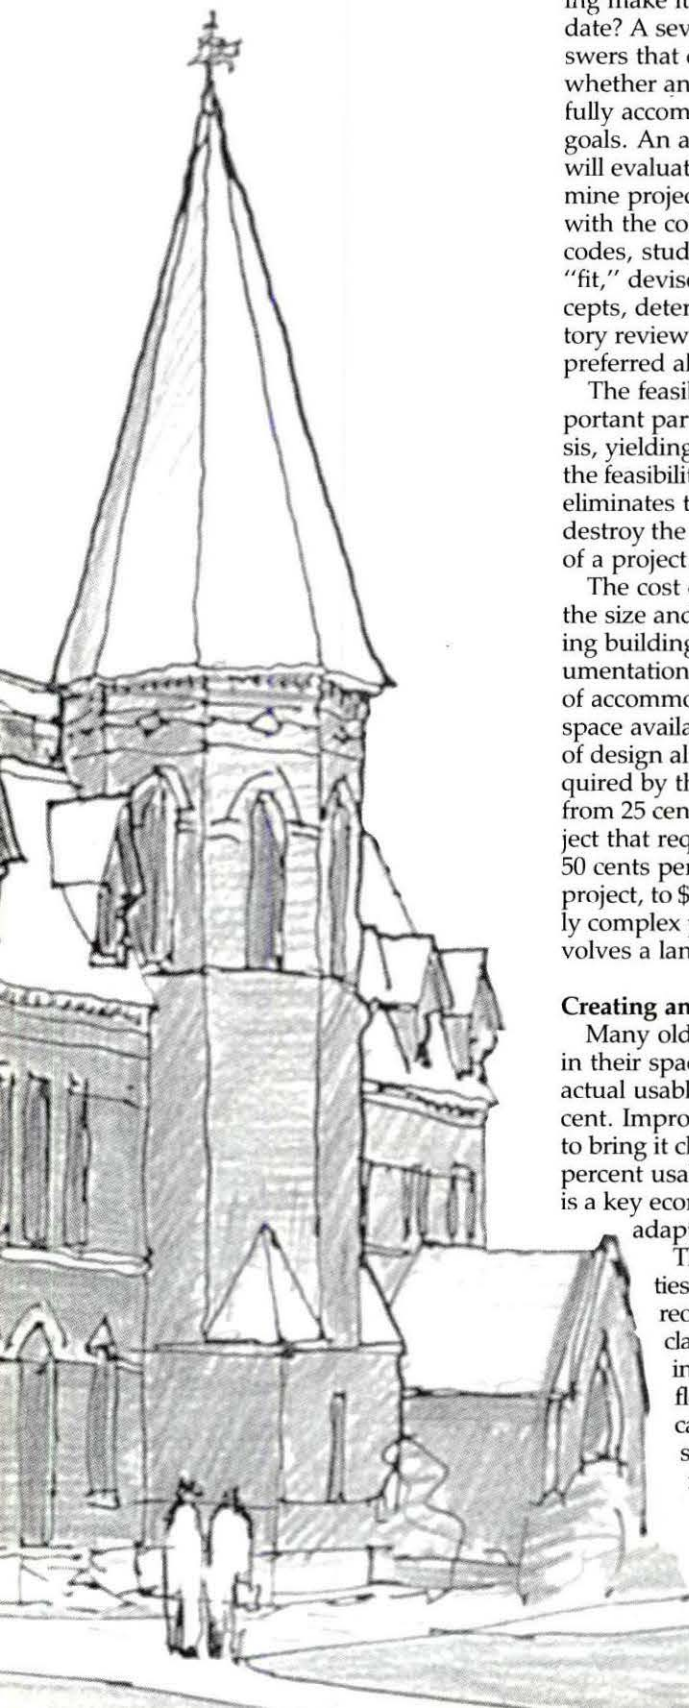 ing make it
date? A sev
swers that
whether an
fully accom
goals. An a
will evaluat
mine projec
with the co
codes, stud
“fit,” devise
cepts, deter
tory review
preferred al
The feasi
portant par
sis, yielding
the feasibilit
eliminates t
destroy the
of a project
The cost
the size and
ing building
umentation
of accommo
space availa
of design al
quired by th
from 25 cen
ject that req
50 cents per
project, to $
ly complex
volves a lan
Creating an
Many old
in their spac
actual usabl
cent. Impro
to bring it cl
percent usa
is a key econ
adap
T
ties
rec
cla
in
fl
ca
s